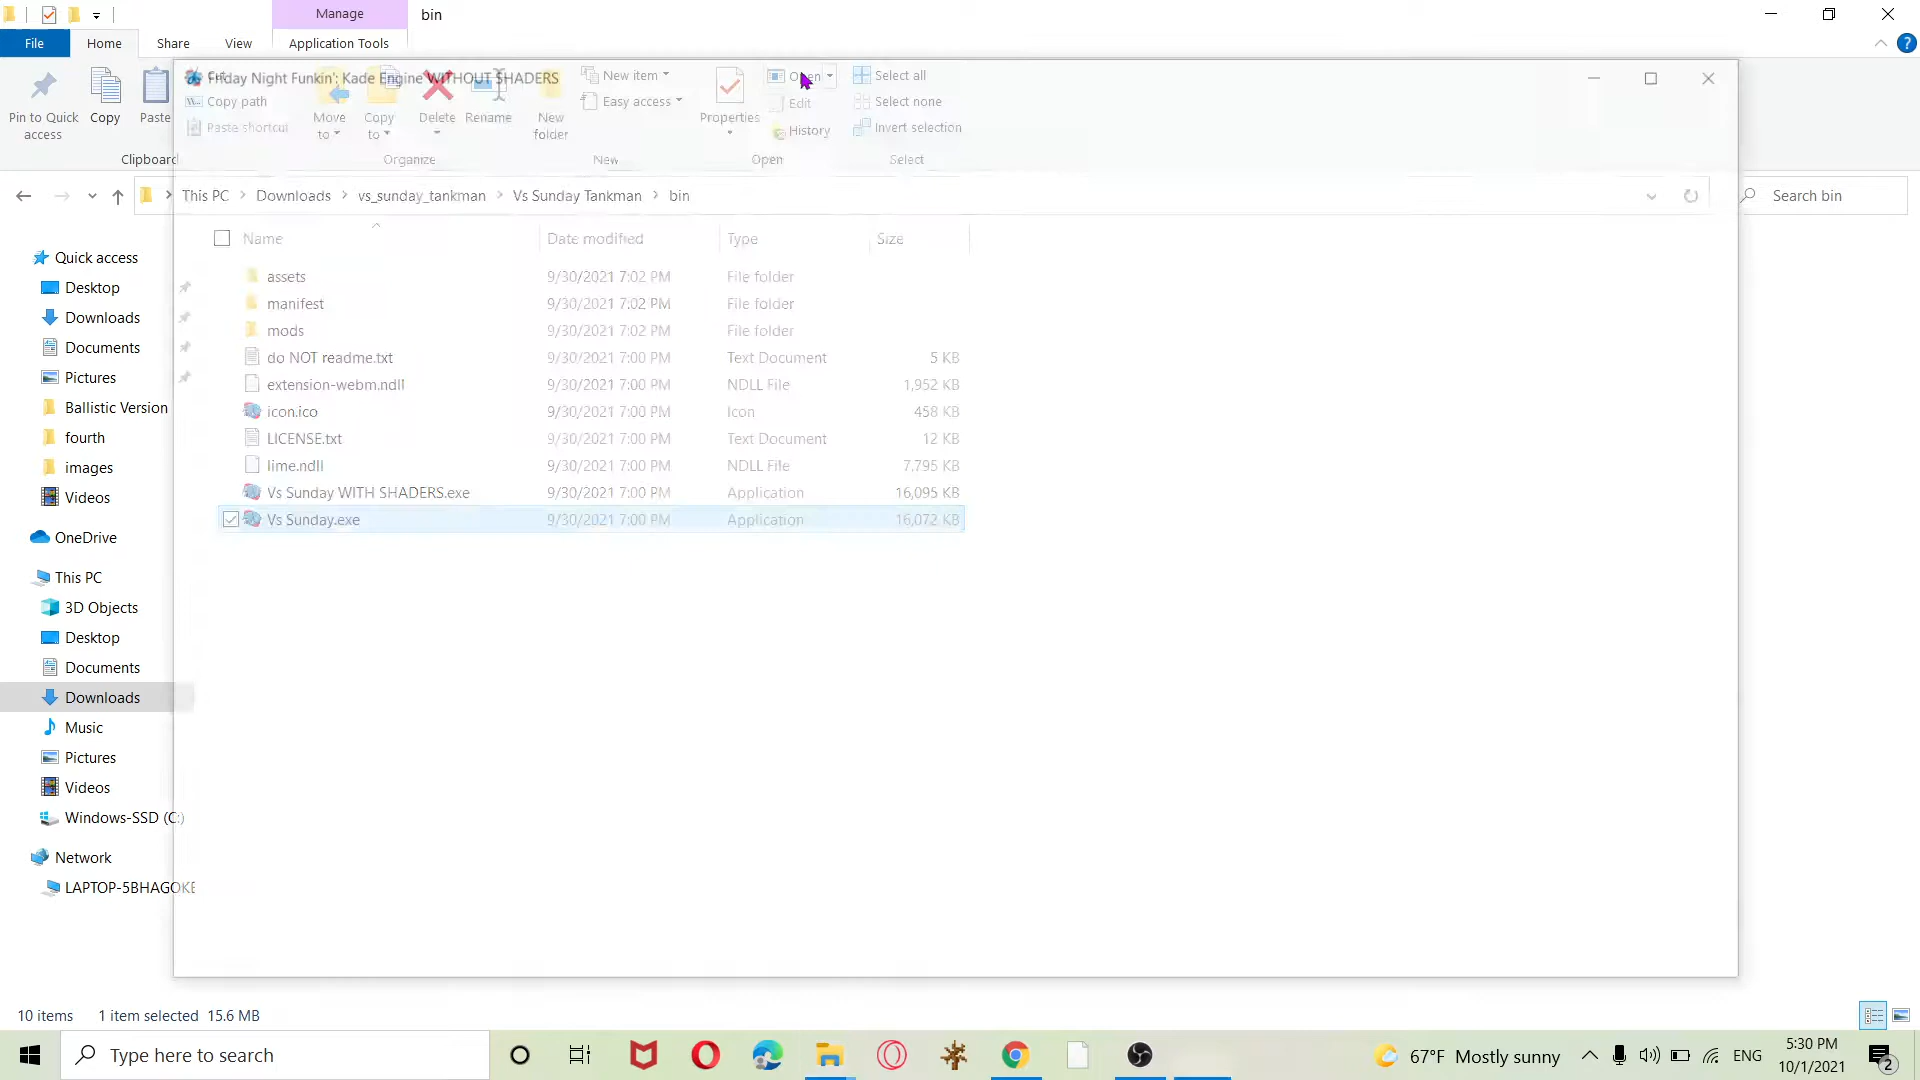 Manage
bin
File
Home
Share
View
Application Tools
Friday Night Funkin': Kade Engine WITHOUT SHADERS
Pin to Quick access
Copy
Paste
Copy path
Paste shortcut
Clipboard
Move to
Copy to
Delete
Rename
Organize
New folder
New item
Easy access
New
Properties
Open
Edit
History
Open
Select all
Select none
Invert selection
Select
This PC > Downloads > vs_sunday_tankman > Vs Sunday Tankman > bin
Search bin
Name Date modified Type Size
assets 9/30/2021 7:02 PM File folder
manifest 9/30/2021 7:02 PM File folder
mods 9/30/2021 7:02 PM File folder
do NOT readme.txt 9/30/2021 7:00 PM Text Document 5 KB
extension-webm.ndll 9/30/2021 7:00 PM NDLL File 1,952 KB
icon.ico 9/30/2021 7:00 PM Icon 458 KB
LICENSE.txt 9/30/2021 7:00 PM Text Document 12 KB
lime.ndll 9/30/2021 7:00 PM NDLL File 7,795 KB
Vs Sunday WITH SHADERS.exe 9/30/2021 7:00 PM Application 16,095 KB
Vs Sunday.exe 9/30/2021 7:00 PM Application 16,072 KB
Quick access
Desktop
Downloads
Documents
Pictures
Ballistic Version
fourth
images
Videos
OneDrive
This PC
3D Objects
Desktop
Documents
Downloads
Music
Pictures
Videos
Windows-SSD (C:)
Network
LAPTOP-5BHAGOKE
10 items 1 item selected 15.6 MB
Type here to search
67°F Mostly sunny
ENG
5:30 PM
10/1/2021
2